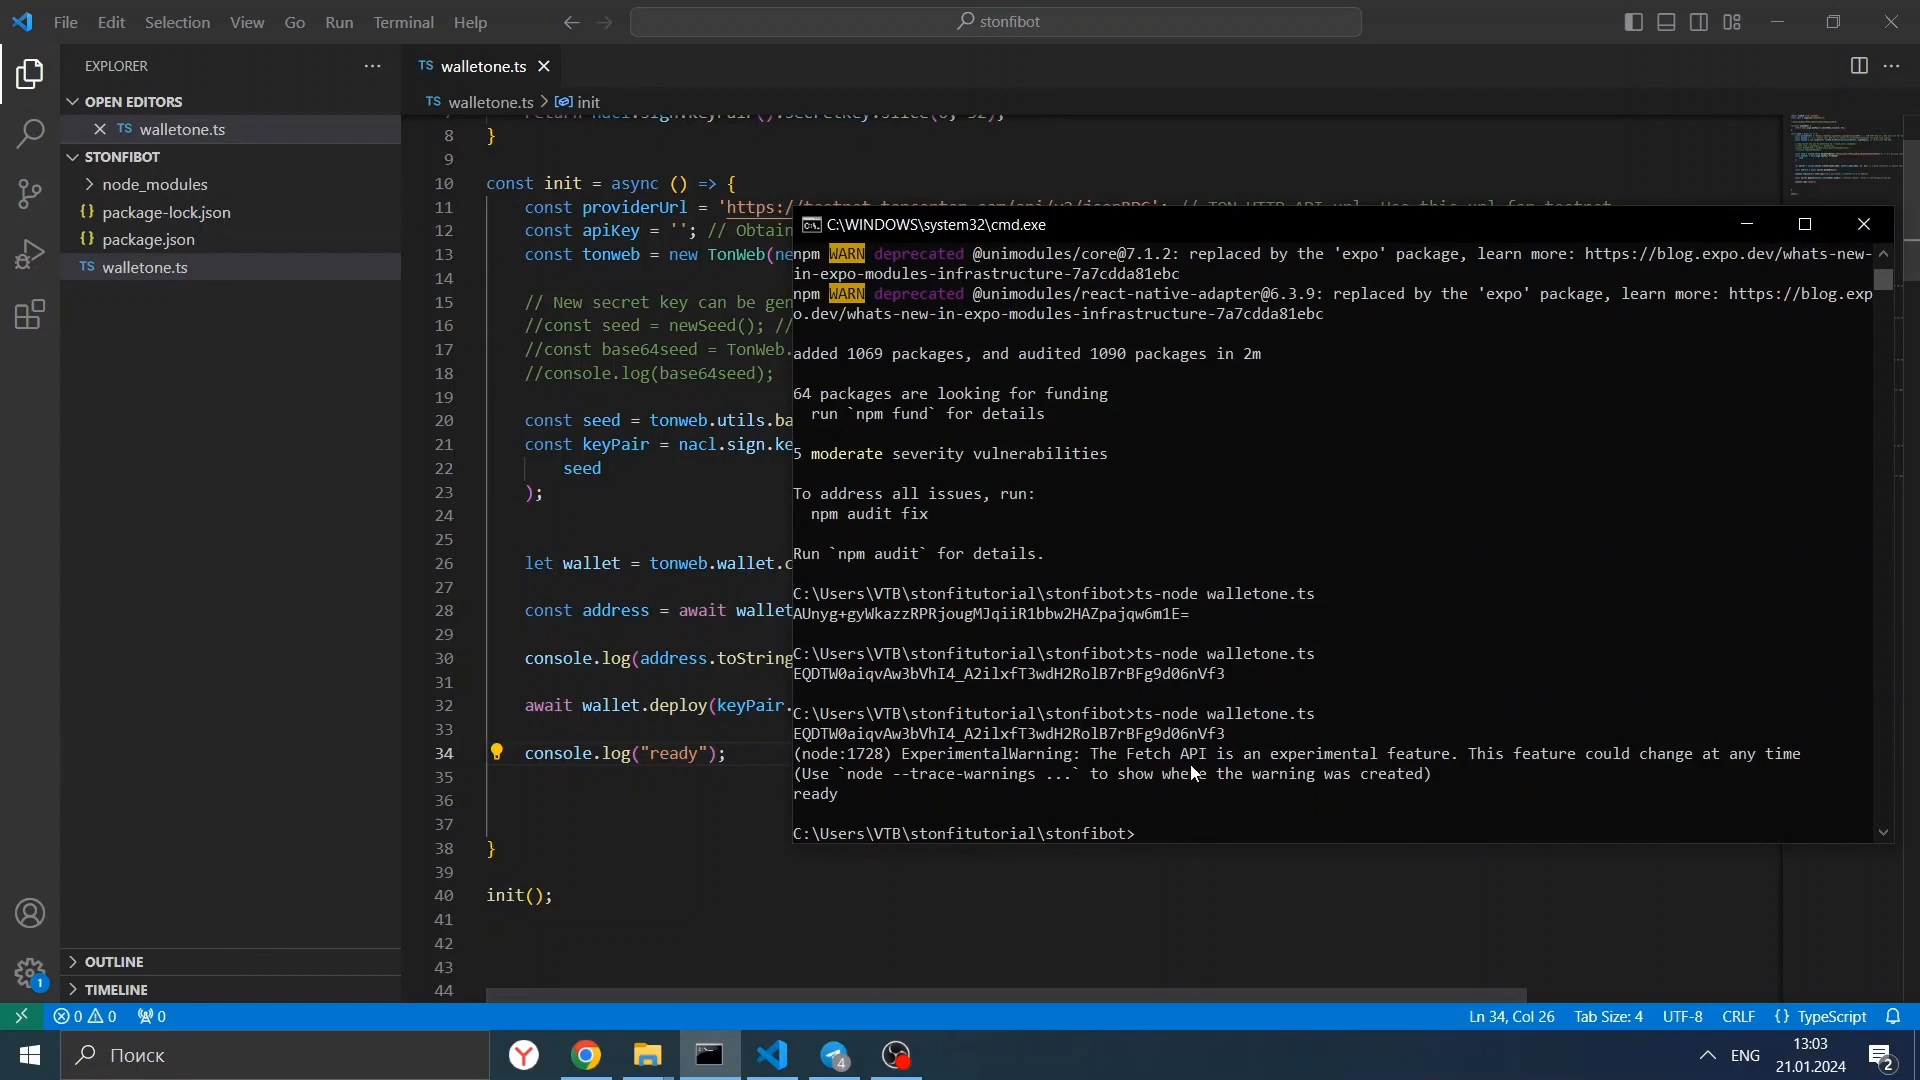 File Edit Selection View Go Run Terminal Help
stonfibot
EXPLORER
OPEN EDITORS
TS walletone.ts
STONFIBOT
node_modules
{} package-lock.json
{} package.json
TS walletone.ts
OUTLINE
TIMELINE
TS walletone.ts
TS walletone.ts > init
8 }
9
10 const init = async () => {
11 const providerUrl = 'https:/
12 const apiKey = ''; // Obtain
13 const tonweb = new TonWeb(ne
14
15 // New secret key can be gen
16 //const seed = newSeed(); //
17 //const base64seed = TonWeb.
18 //console.log(base64seed);
19
20 const seed = tonweb.utils.ba
21 const keyPair = nacl.sign.ke
22 seed
23 );
24
25
26 let wallet = tonweb.wallet.c
27
28 const address = await wallet
29
30 console.log(address.toString
31
32 await wallet.deploy(keyPair.
33
34 console.log("ready");
35
36
37
38 }
39
40 init();
41
42
43
44
C:\WINDOWS\system32\cmd.exe
npm WARN deprecated @unimodules/core@7.1.2: replaced by the 'expo' package, learn more: https://blog.expo.dev/whats-new-
in-expo-modules-infrastructure-7a7cdda81ebc
npm WARN deprecated @unimodules/react-native-adapter@6.3.9: replaced by the 'expo' package, learn more: https://blog.exp
o.dev/whats-new-in-expo-modules-infrastructure-7a7cdda81ebc
added 1069 packages, and audited 1090 packages in 2m
64 packages are looking for funding
run `npm fund` for details
5 moderate severity vulnerabilities
To address all issues, run:
npm audit fix
Run `npm audit` for details.
C:\Users\VTB\stonfitutorial\stonfibot>ts-node walletone.ts
AUnyg+gyWkazzRPRjougMJqiiR1bbw2HAZpajqw6m1E=
C:\Users\VTB\stonfitutorial\stonfibot>ts-node walletone.ts
EQDTW0aiqvAw3bVhI4_A2ilxfT3wdH2RolB7rBFg9d06nVf3
C:\Users\VTB\stonfitutorial\stonfibot>ts-node walletone.ts
EQDTW0aiqvAw3bVhI4_A2ilxfT3wdH2RolB7rBFg9d06nVf3
(node:1728) ExperimentalWarning: The Fetch API is an experimental feature. This feature could change at any time
(Use `node --trace-warnings ...` to show where the warning was created)
ready
C:\Users\VTB\stonfitutorial\stonfibot>
0 0 0 Ln 34, Col 26 Tab Size: 4 UTF-8 CRLF {} TypeScript
Поиск
4
ENG
13:03
21.01.2024
2
1